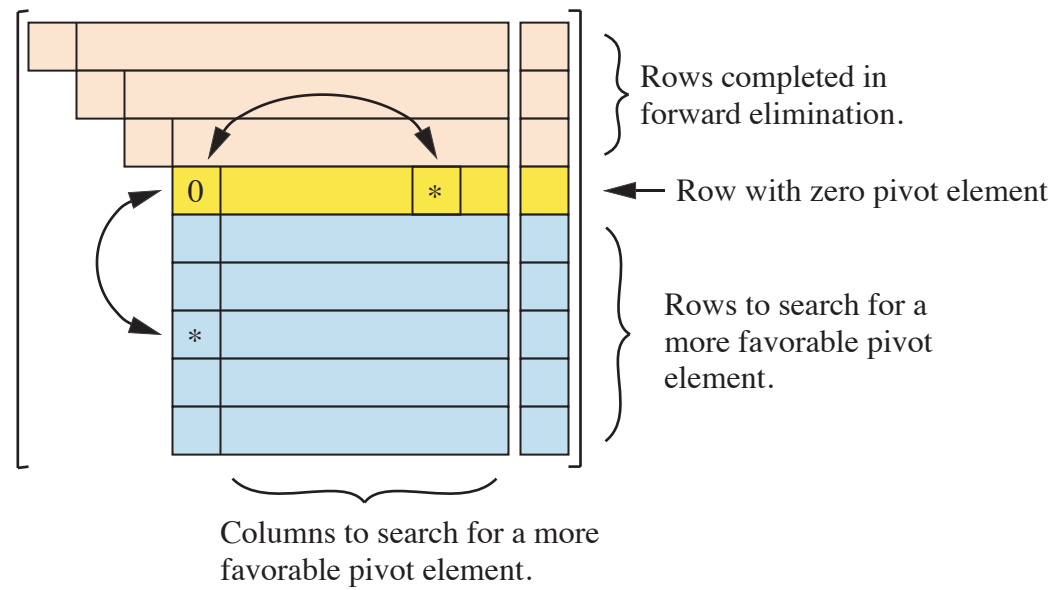 Rows completed in
forward elimination.
0
*
Row with zero pivot element
*
Rows to search for a
more favorable pivot
element.
Columns to search for a more
favorable pivot element.